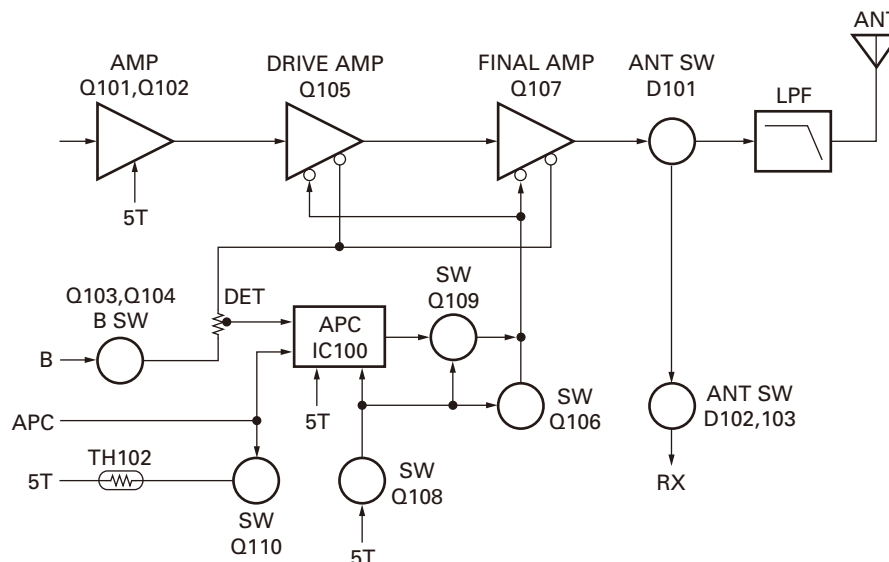 ANT
AMP
Q101,Q102
DRIVE AMP
Q105
FINAL AMP
Q107
ANT SW
D101
LPF
5T
Q103,Q104
B SW
DET
SW
Q109
APC
IC100
B
5T
SW
Q106
ANT SW
D102,103
APC
TH102
5T
SW
Q108
RX
SW
Q110
5T